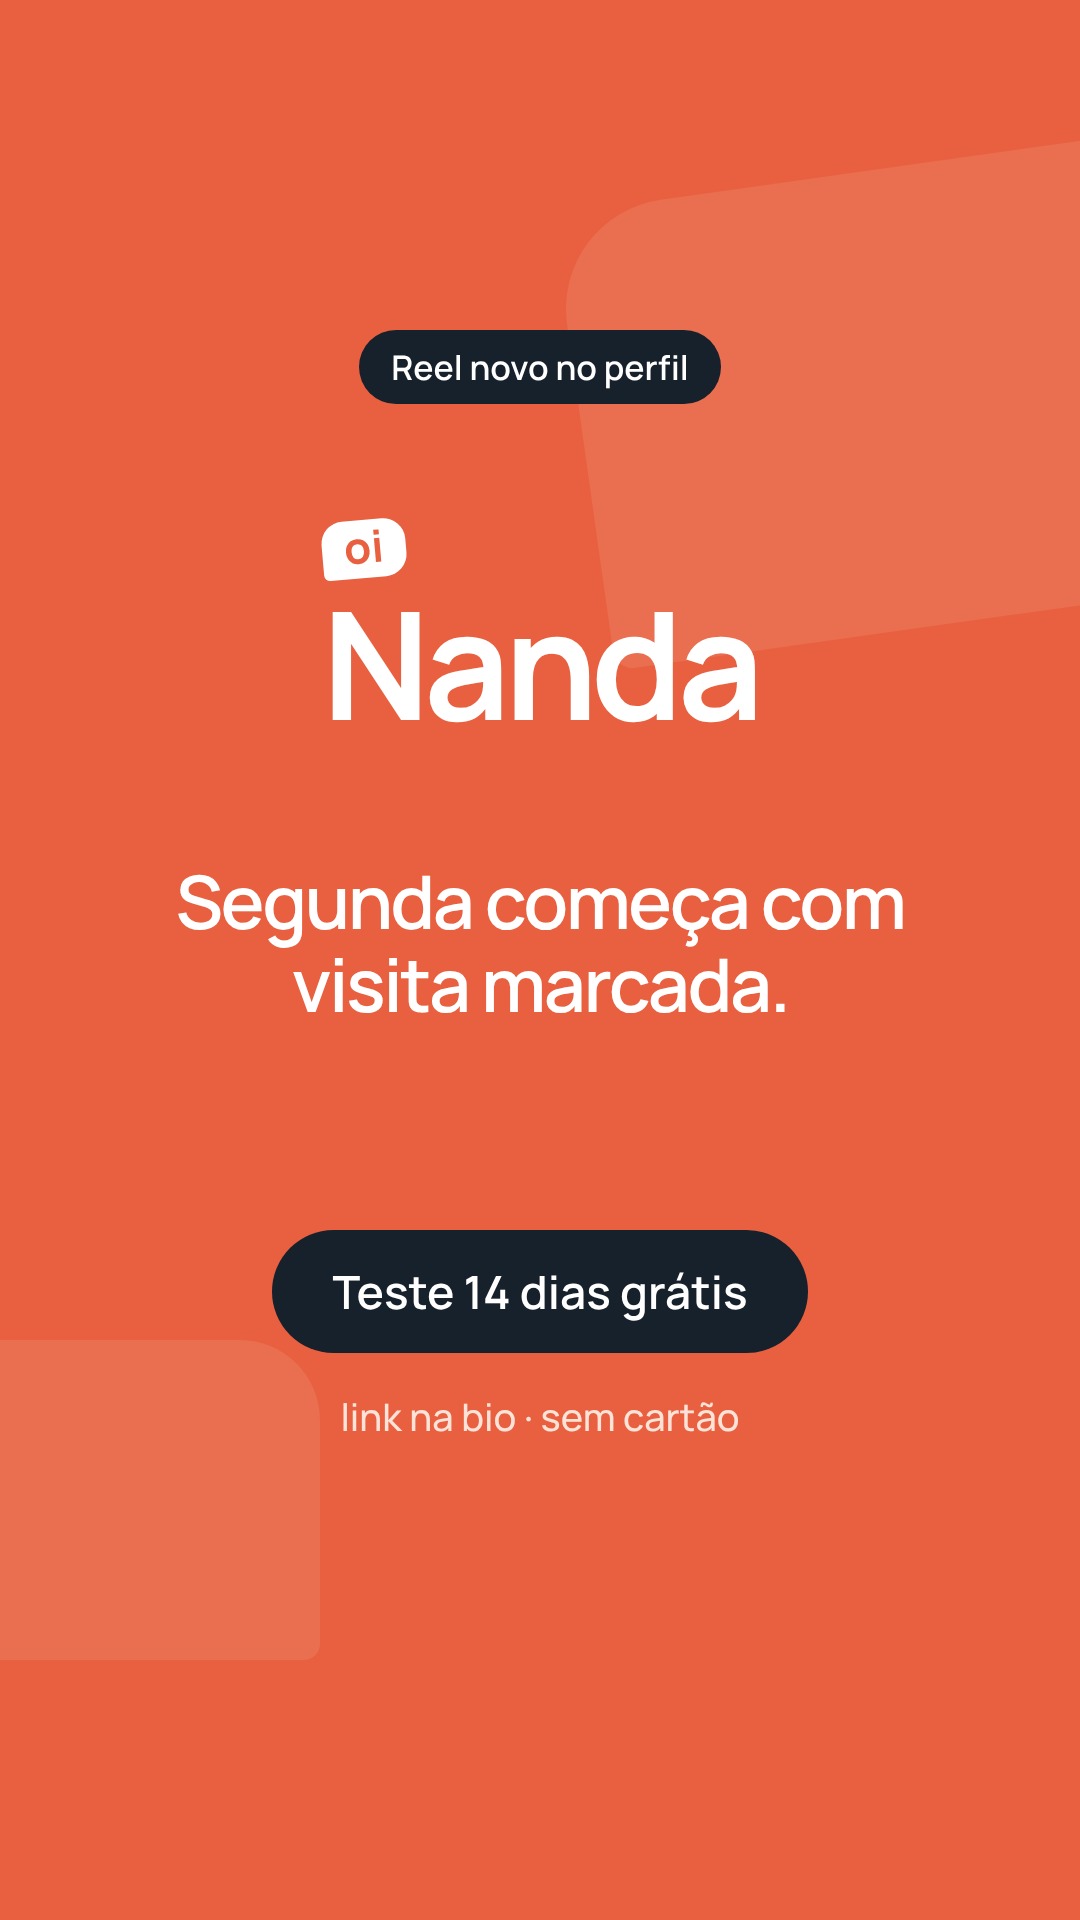 Reel novo no perfil
oi
Nanda
Segunda começa com
visita marcada.
Teste 14 dias grátis
link na bio · sem cartão